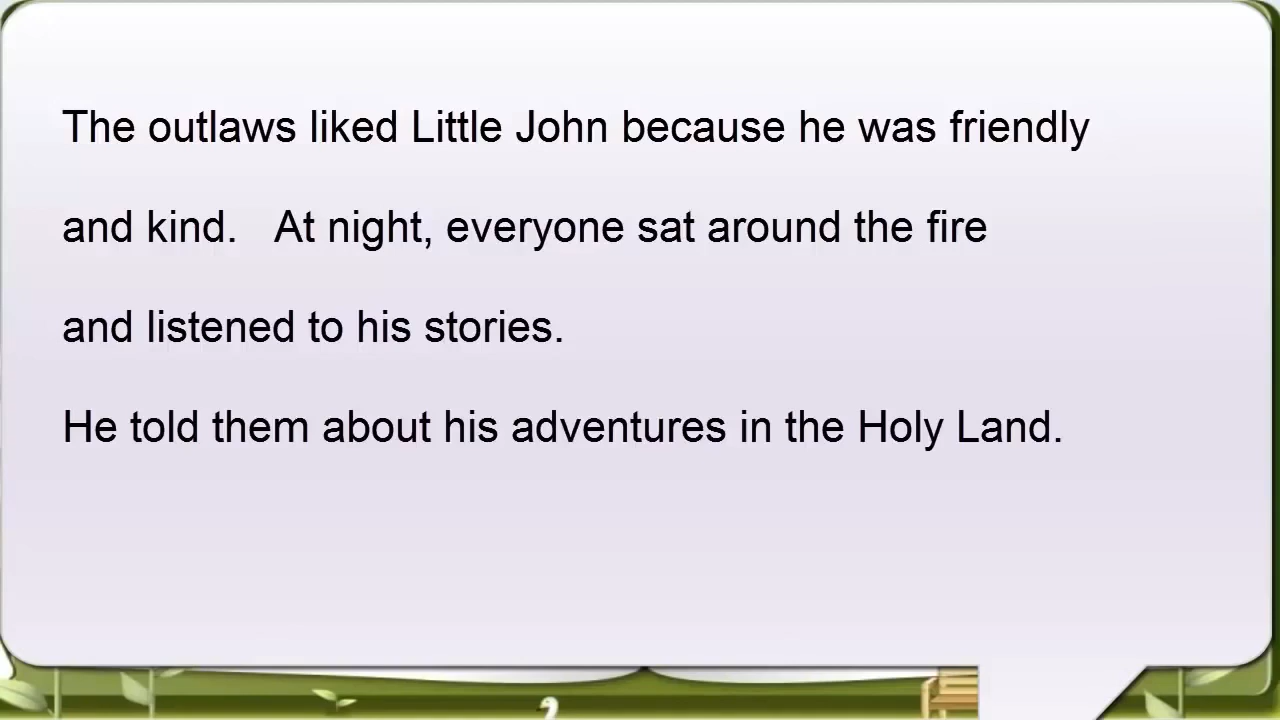 The outlaws liked Little John because he was friendly
and kind.   At night, everyone sat around the fire
and listened to his stories.
He told them about his adventures in the Holy Land.